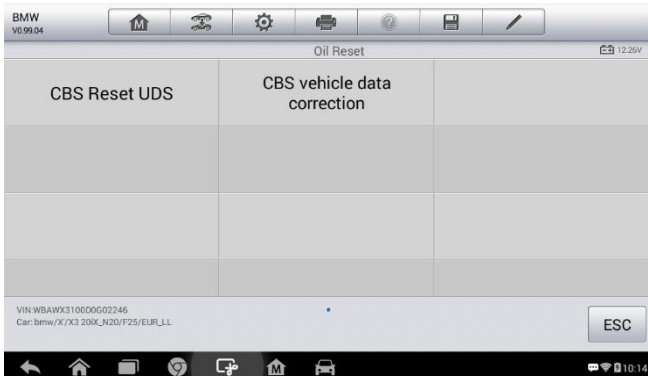 BMW
V0.99.04
Oil Reset
12.26V
CBS Reset UDS
CBS vehicle data
correction
VIN:WBAWX3100D0G02246
Car: bmw/X'/X3 20iX_N20/F25/EUR_LL
ESC
10:14